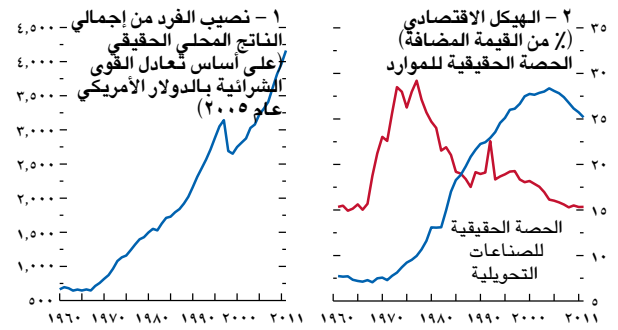 ١ – نصيب الفرد من إجمالي
الناتج المحلي الحقيقي
(على أساس تعادل القوى
الشرائية بالدولار الأمريكي
عام ٢٠٠٥)
٤,٥٠٠
٤,٠٠٠
٣,٥٠٠
٣,٠٠٠
٢,٥٠٠
٢,٠٠٠
١,٥٠٠
١,٠٠٠
٥٠٠
١٩٦٠ ١٩٧٠ ١٩٨٠ ١٩٩٠ ٢٠٠٠ ٢٠١١
٢ – الهيكل الاقتصادي
(٪ من القيمة المضافة)
الحصة الحقيقية للموارد
٣٥
٣٠
٢٥
٢٠
١٥
١٠
٥
الحصة الحقيقية
للصناعات
التحويلية
١٩٦٠ ١٩٧٠ ١٩٨٠ ١٩٩٠ ٢٠٠٠ ٢٠١١